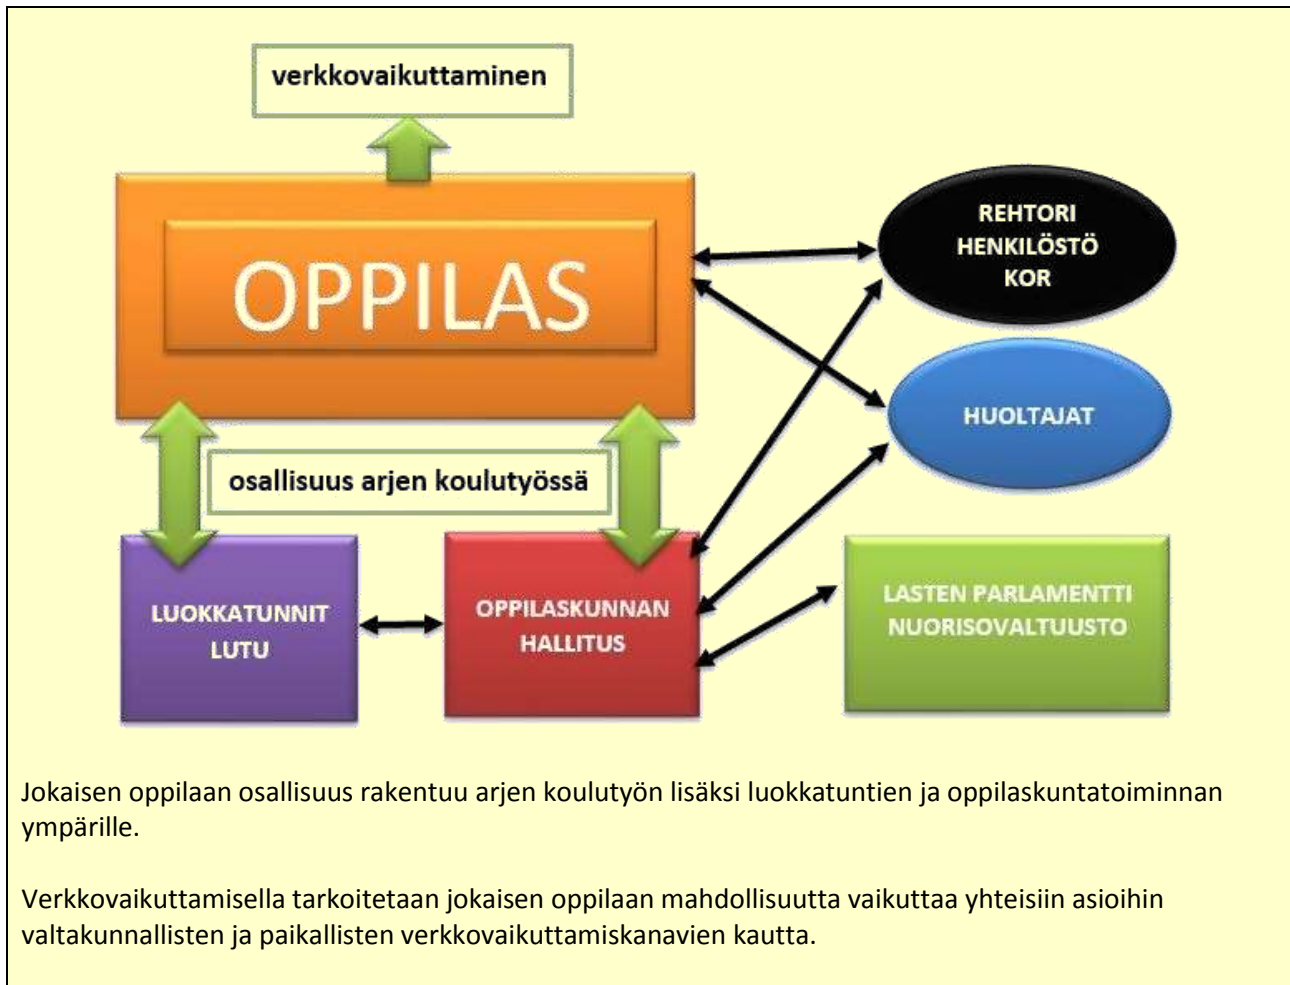 verkkovaikuttaminen
OPPILAS
REHTORI
HENKILÖSTÖ
KOR
HUOLTAJAT
osallisuus arjen koulutyössä
LUOKKATUNNIT
LUTU
OPPILASKUNNAN
HALLITUS
LASTEN PARLAMENTTI
NUORISOVALTUUSTO
Jokaisen oppilaan osallisuus rakentuu arjen koulutyön lisäksi luokkatuntien ja oppilaskuntatoiminnan
ympärille.
Verkkovaikuttamisella tarkoitetaan jokaisen oppilaan mahdollisuutta vaikuttaa yhteisiin asioihin
valtakunnallisten ja paikallisten verkkovaikuttamiskanavien kautta.